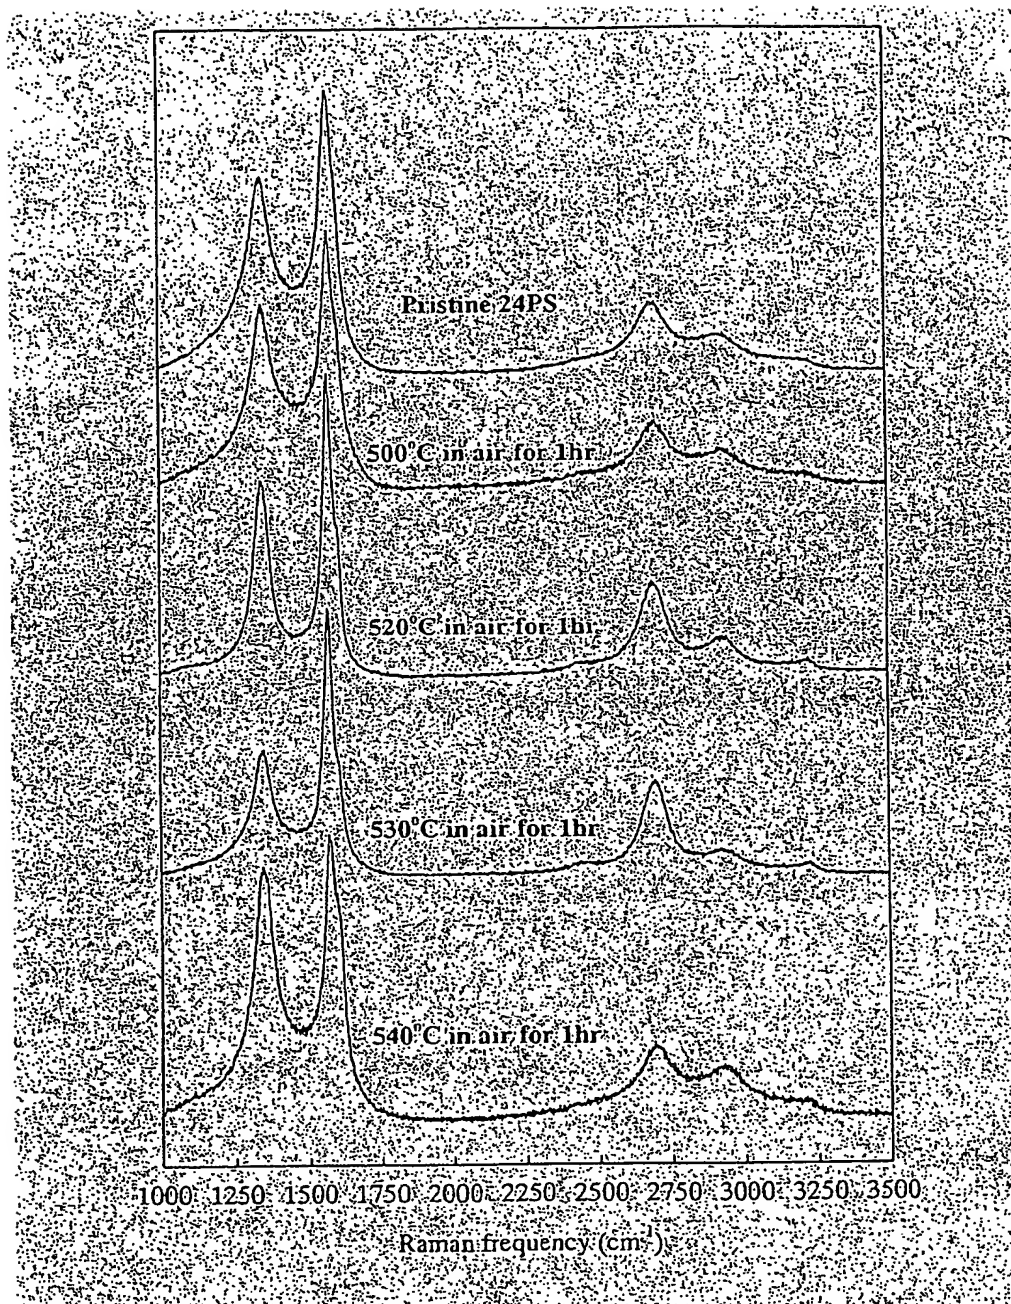 Pristine 24PS
500°C in air for 1hr
520°C in air for 1hr
530°C in air for 1hr
540°C in air for 1hr
1000 1250 1500 1750 2000 2250 2500 2750 3000 3250 3500
Raman frequency (cm⁻¹)